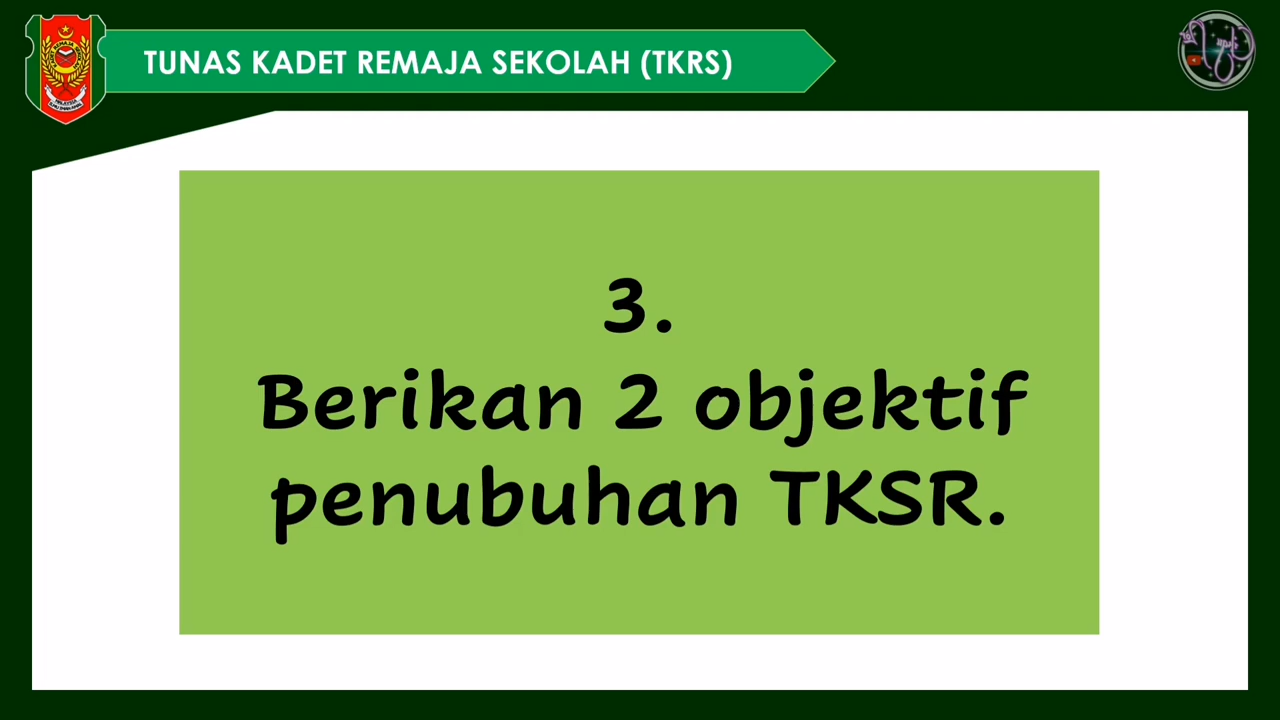 TUNAS KADET REMAJA SEKOLAH (TKRS)
3.
Berikan 2 objektif
penubuhan TKSR.